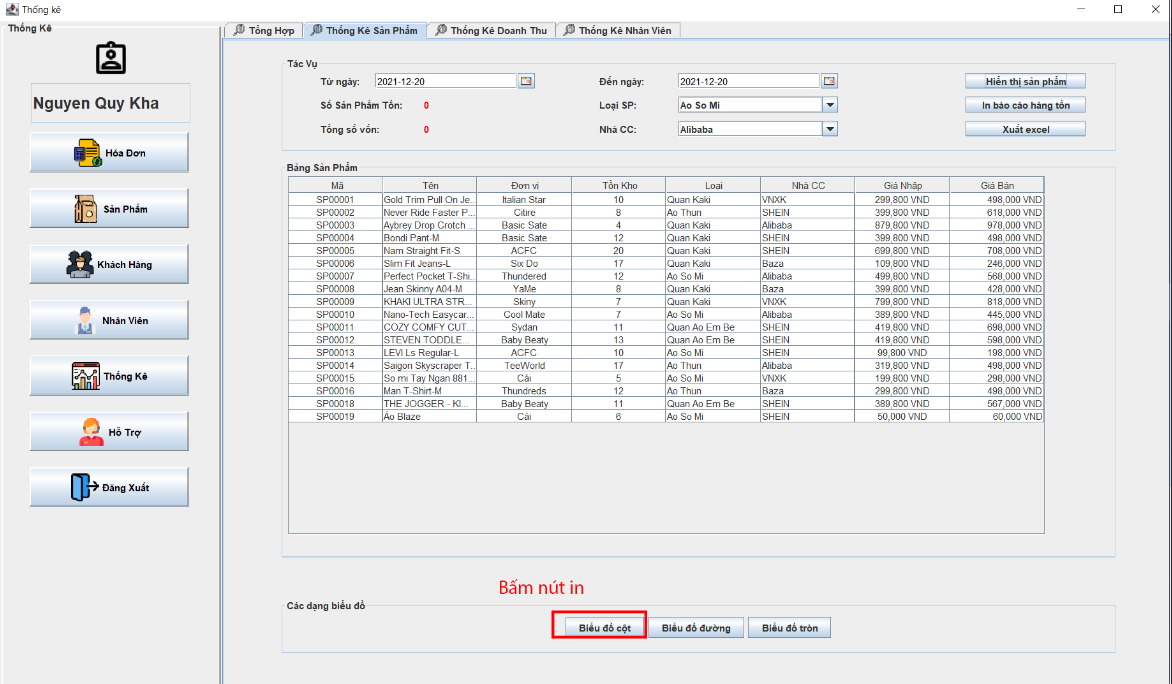 Thống kê
Thống Kê
Nguyen Quy Kha
Hóa Đơn
Sản Phẩm
Khách Hàng
Nhân Viên
Thống Kê
Hỗ Trợ
Đăng Xuất
Tổng Hợp Thống Kê Sản Phẩm Thống Kê Doanh Thu Thống Kê Nhân Viên
Tác Vụ
Từ ngày: 2021-12-20 Đến ngày: 2021-12-20 Hiển thị sản phẩm
Số Sản Phẩm Tồn: 0 Loại SP: Ao So Mi In báo cáo hàng tồn
Tổng số vốn: 0 Nhà CC: Alibaba Xuất excel
Bảng Sản Phẩm
Mã Tên Đơn vị Tồn Kho Loại Nhà CC Giá Nhập Giá Bán
SP00001 Gold Trim Pull On Je... Italian Star 10 Quan Kaki VNXK 299,800 VND 498,000 VND
SP00002 Never Ride Faster P... Citire 8 Ao Thun SHEIN 399,800 VND 618,000 VND
SP00003 Aybrey Drop Crotch ... Basic Sate 4 Quan Kaki Alibaba 879,800 VND 978,000 VND
SP00004 Bondi Pant-M Basic Sate 12 Quan Kaki SHEIN 399,800 VND 498,000 VND
SP00005 Nam Straight Fit-S ACFC 20 Quan Kaki SHEIN 699,800 VND 708,000 VND
SP00006 Slim Fit Jeans-L Six Do 17 Quan Kaki Baza 109,800 VND 246,000 VND
SP00007 Perfect Pocket T-Shi... Thundered 12 Ao So Mi Alibaba 499,800 VND 568,000 VND
SP00008 Jean Skinny A04-M YaMe 8 Quan Kaki Baza 399,800 VND 428,000 VND
SP00009 KHAKI ULTRA STR... Skiny 7 Quan Kaki VNXK 799,800 VND 818,000 VND
SP00010 Nano-Tech Easycar... Cool Mate 7 Ao So Mi Alibaba 389,800 VND 445,000 VND
SP00011 COZY COMFY CUT... Sydan 11 Quan Ao Em Be SHEIN 419,800 VND 698,000 VND
SP00012 STEVEN TODDLE... Baby Beaty 13 Quan Ao Em Be SHEIN 419,800 VND 598,000 VND
SP00013 LEVI Ls Regular-L ACFC 10 Ao So Mi SHEIN 99,800 VND 198,000 VND
SP00014 Saigon Skyscraper T... TeeWorld 17 Ao Thun Alibaba 319,800 VND 498,000 VND
SP00015 So mi Tay Ngan 881... Cái 5 Ao So Mi VNXK 199,800 VND 298,000 VND
SP00016 Man T-Shirt-M Thundreds 12 Ao Thun Baza 299,800 VND 498,000 VND
SP00018 THE JOGGER - KI... Baby Beaty 11 Quan Ao Em Be SHEIN 389,800 VND 567,000 VND
SP00019 Áo Blaze Cái 6 Ao So Mi SHEIN 50,000 VND 60,000 VND
Bấm nút in
Các dạng biểu đồ
Biểu đồ cột Biểu đồ đường Biểu đồ tròn